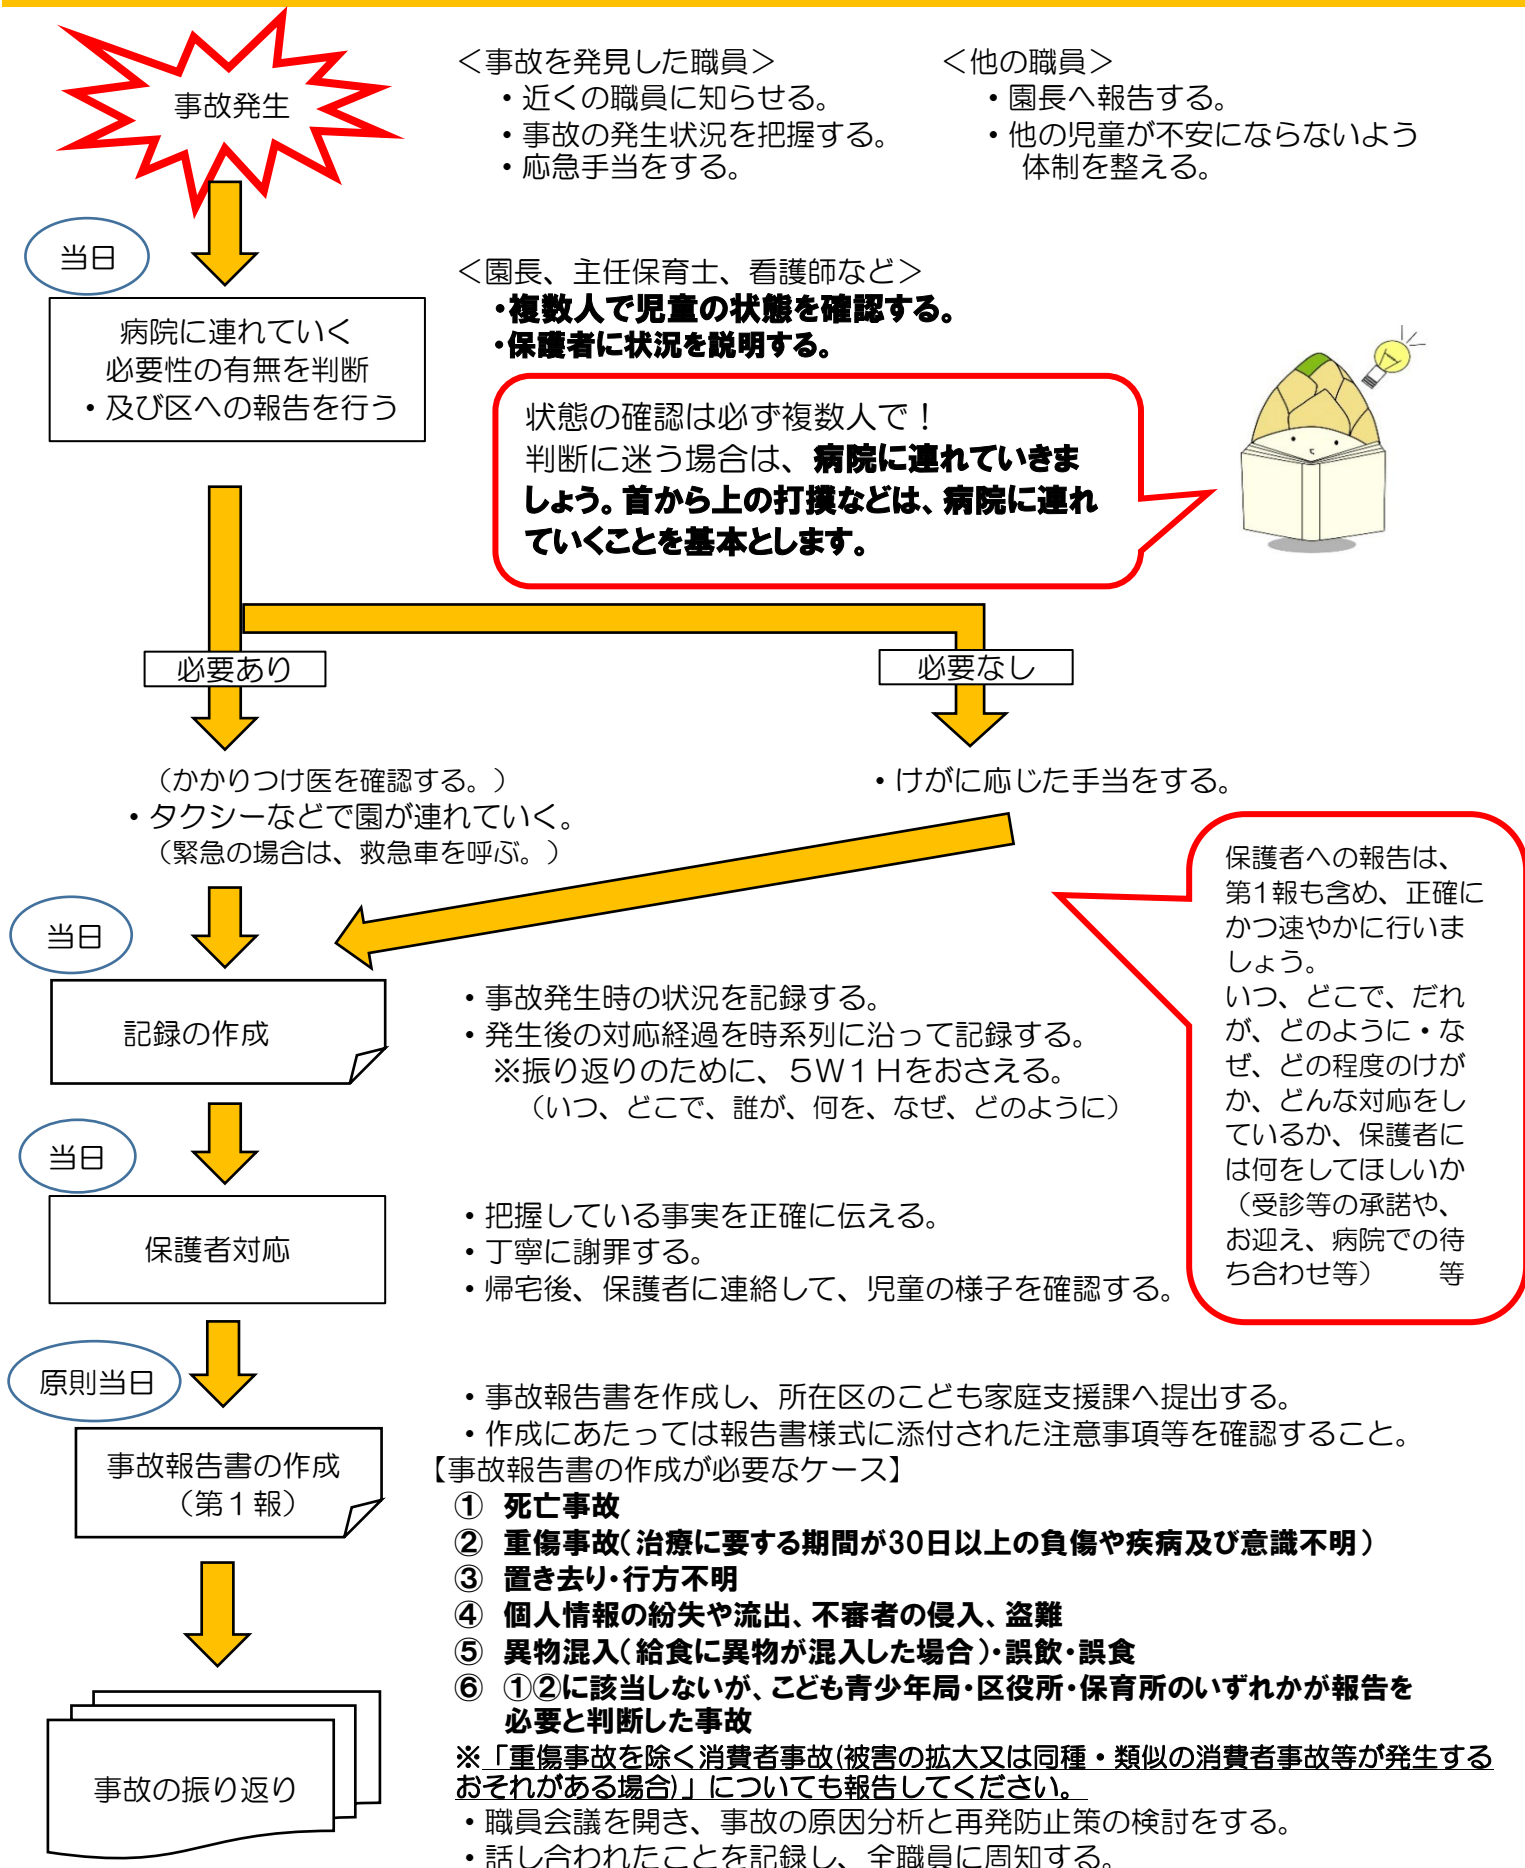 事故発生
＜事故を発見した職員＞
・近くの職員に知らせる。
・事故の発生状況を把握する。
・応急手当をする。
＜他の職員＞
・園長へ報告する。
・他の児童が不安にならないよう
体制を整える。
当日
病院に連れていく
必要性の有無を判断
・及び区への報告を行う
＜園長、主任保育士、看護師など＞
・複数人で児童の状態を確認する。
・保護者に状況を説明する。
状態の確認は必ず複数人で！
判断に迷う場合は、病院に連れていきま
しょう。首から上の打撲などは、病院に連れ
ていくことを基本とします。
必要あり
必要なし
（かかりつけ医を確認する。）
・タクシーなどで園が連れていく。
（緊急の場合は、救急車を呼ぶ。）
・けがに応じた手当をする。
保護者への報告は、
第1報も含め、正確に
かつ速やかに行いま
しょう。
いつ、どこで、だれ
が、どのように・な
ぜ、どの程度のけが
か、どんな対応をし
ているか、保護者に
は何をしてほしいか
（受診等の承諾や、
お迎え、病院での待
ち合わせ等）　　等
当日
記録の作成
・事故発生時の状況を記録する。
・発生後の対応経過を時系列に沿って記録する。
※振り返りのために、５Ｗ１Ｈをおさえる。
（いつ、どこで、誰が、何を、なぜ、どのように）
当日
保護者対応
・把握している事実を正確に伝える。
・丁寧に謝罪する。
・帰宅後、保護者に連絡して、児童の様子を確認する。
原則当日
事故報告書の作成
（第１報）
・事故報告書を作成し、所在区のこども家庭支援課へ提出する。
・作成にあたっては報告書様式に添付された注意事項等を確認すること。
【事故報告書の作成が必要なケース】
① 死亡事故
② 重傷事故（治療に要する期間が30日以上の負傷や疾病及び意識不明）
③ 置き去り・行方不明
④ 個人情報の紛失や流出、不審者の侵入、盗難
⑤ 異物混入（給食に異物が混入した場合）・誤飲・誤食
⑥ ①②に該当しないが、こども青少年局・区役所・保育所のいずれかが報告を
必要と判断した事故
※「重傷事故を除く消費者事故(被害の拡大又は同種・類似の消費者事故等が発生する
おそれがある場合)」についても報告してください。
事故の振り返り
・職員会議を開き、事故の原因分析と再発防止策の検討をする。
・話し合われたことを記録し、全職員に周知する。